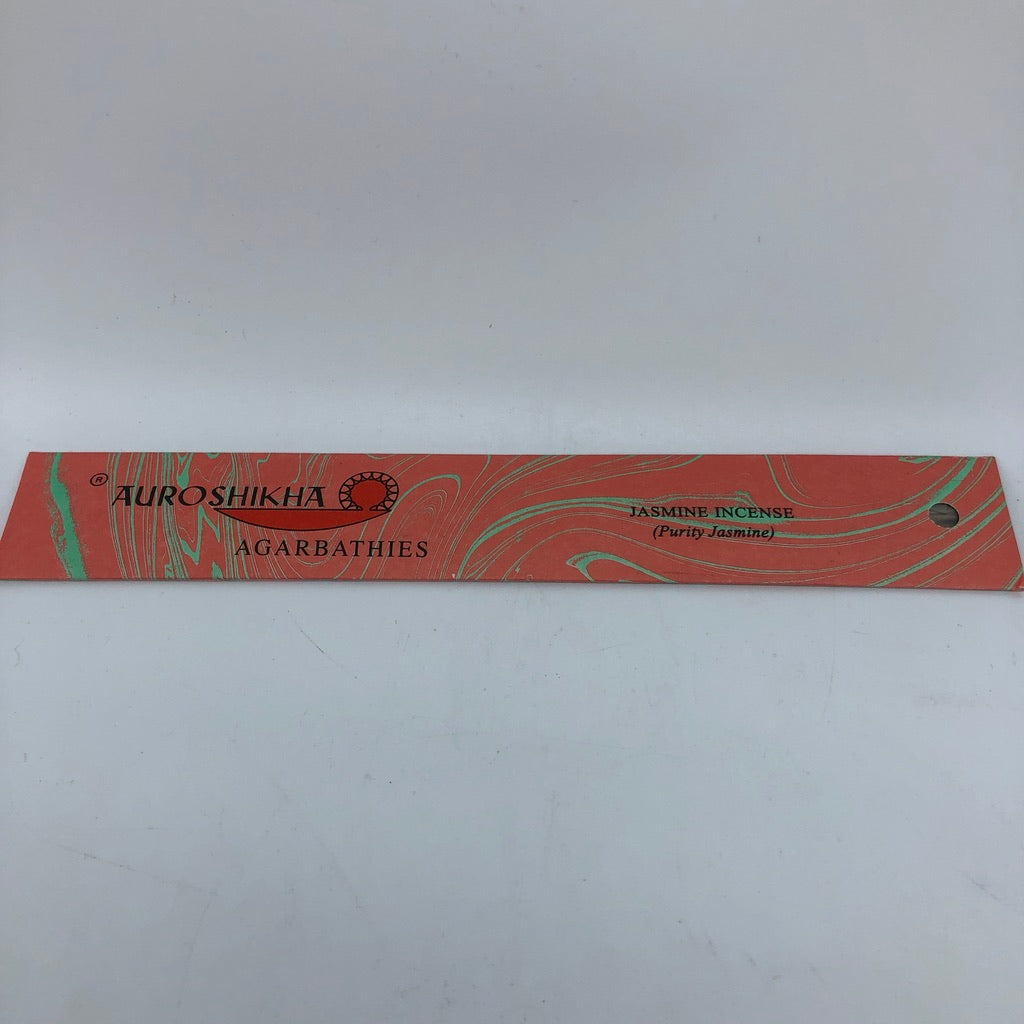 ® AUROSHIKHA
AGARBATHIES
JASMINE INCENSE
(Purity Jasmine)